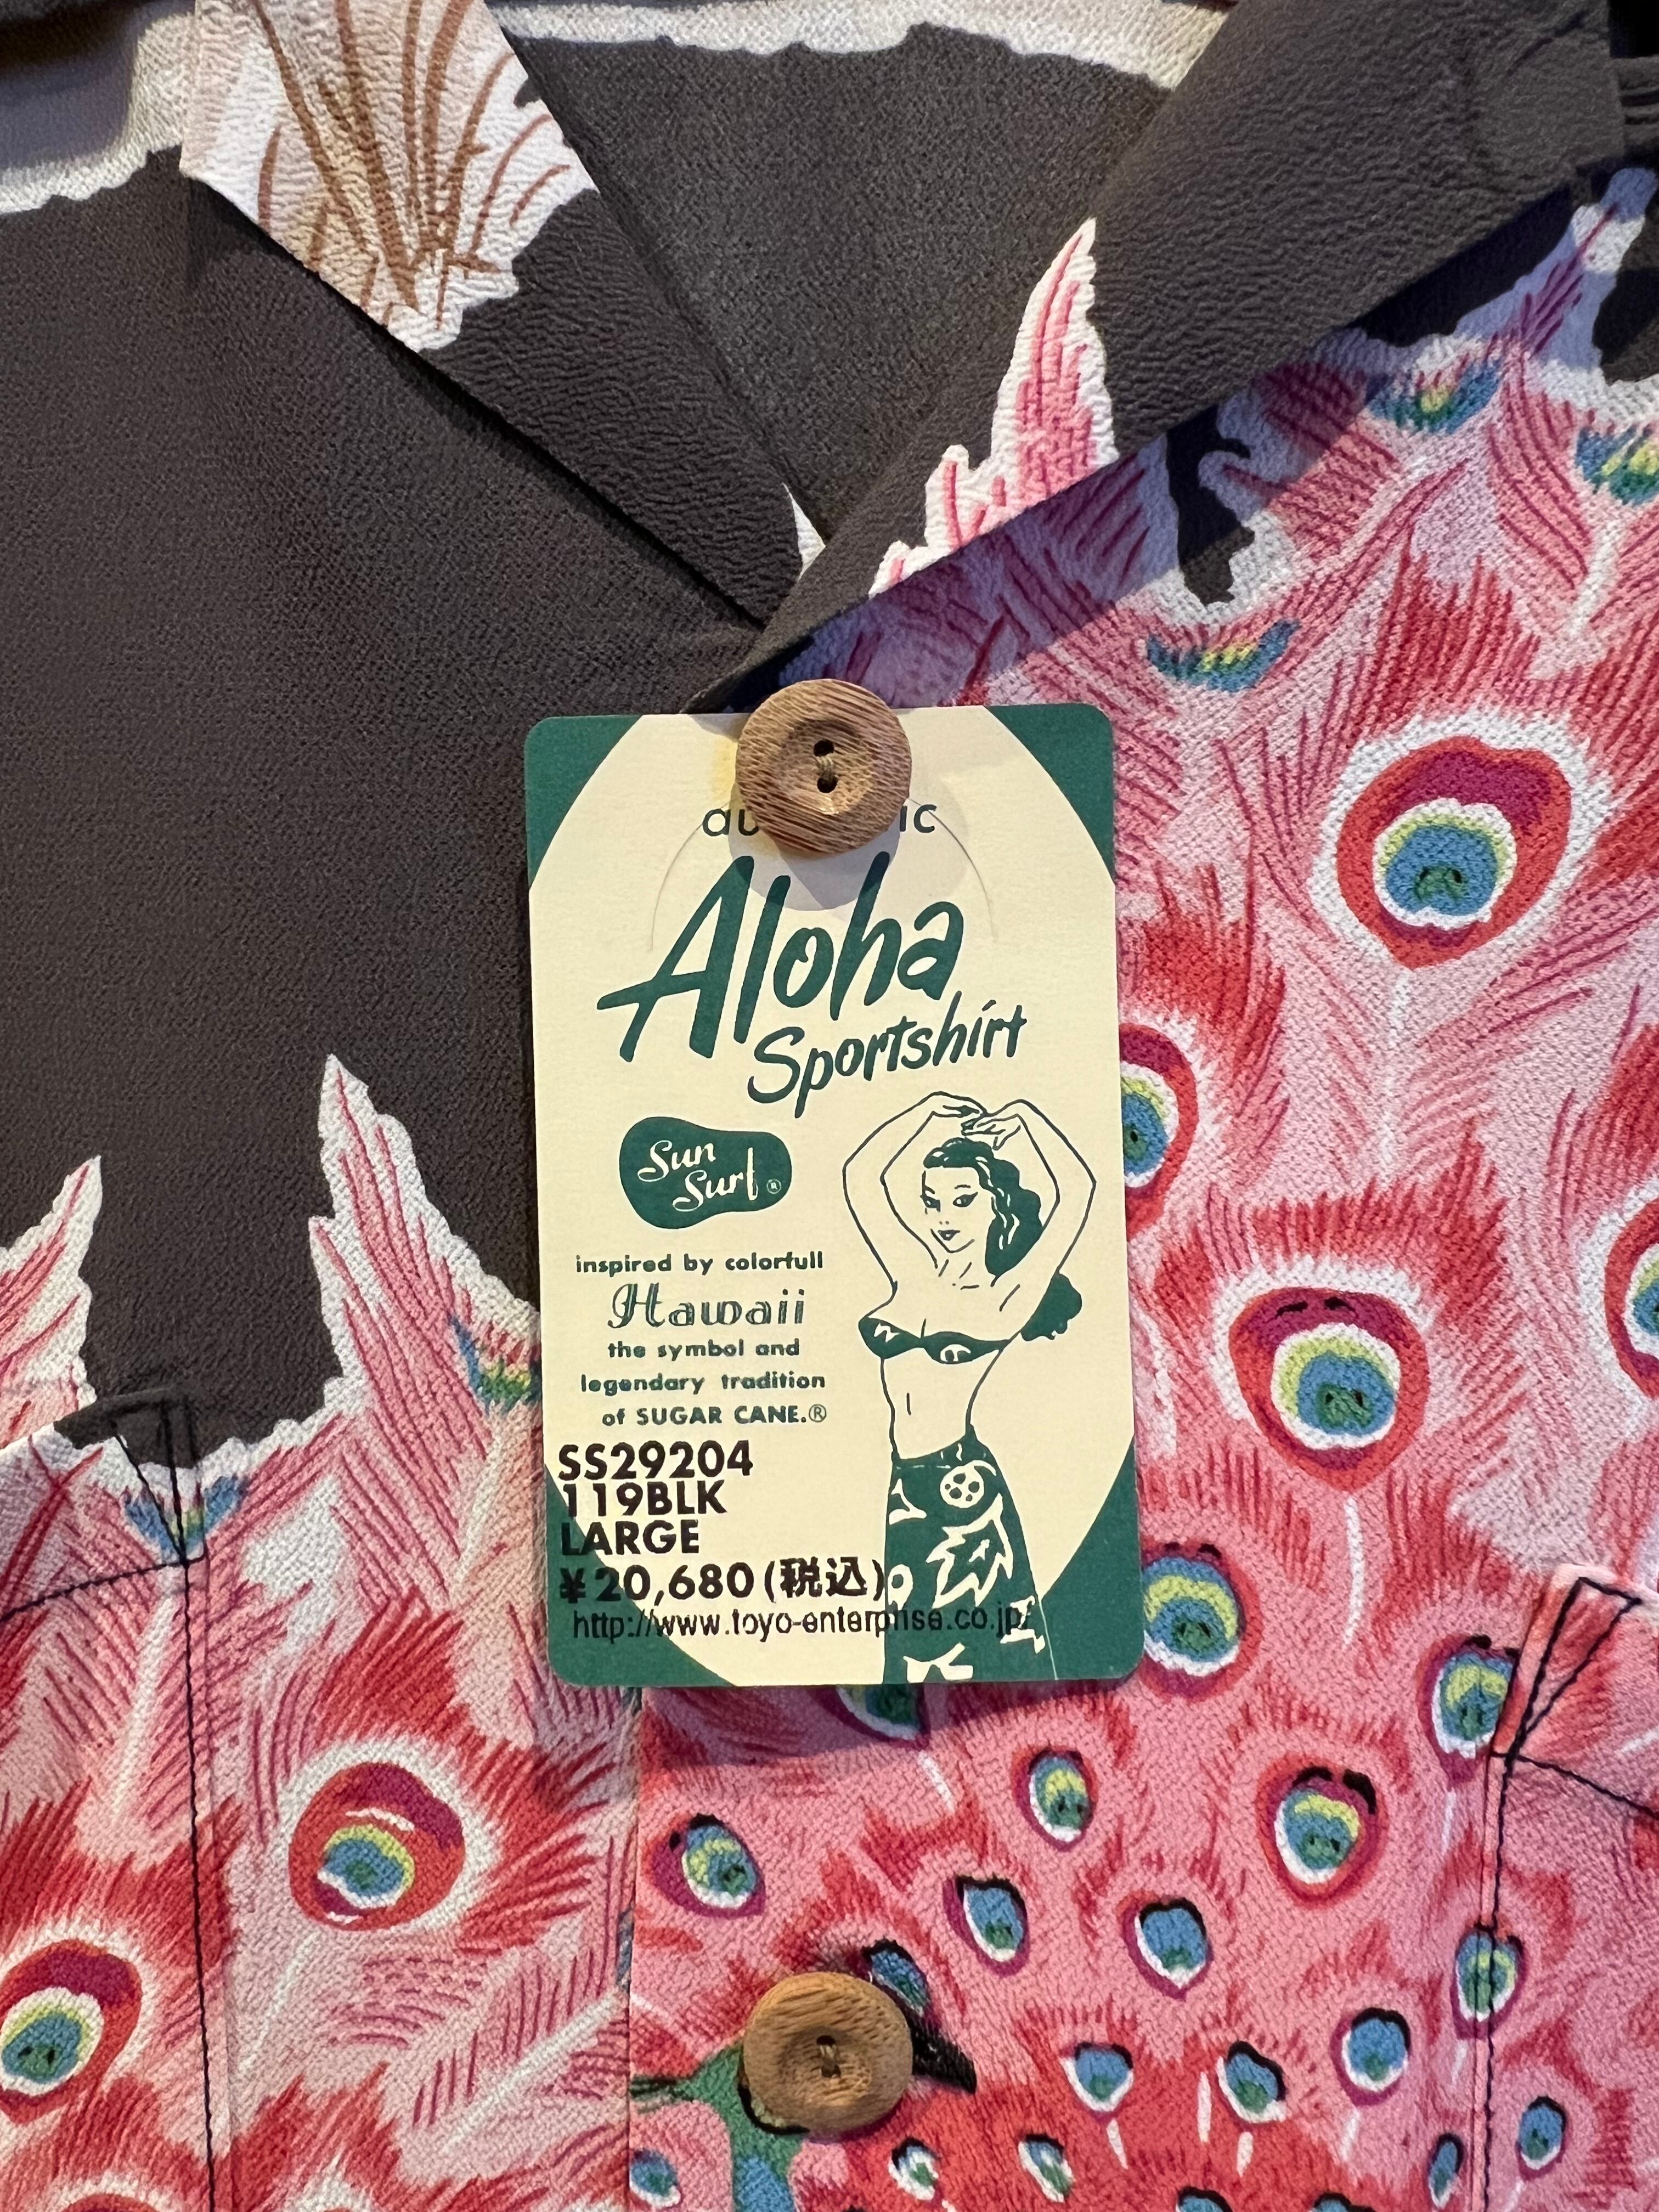 Aloha
Sportshirt
Sun
Surf®
inspired by colorfull
Hawaii
the symbol and
legendary tradition
of SUGAR CANE.®
SS29204
119BLK
LARGE
¥20,680(税込)
http://www.toyo-enterprise.co.jp/